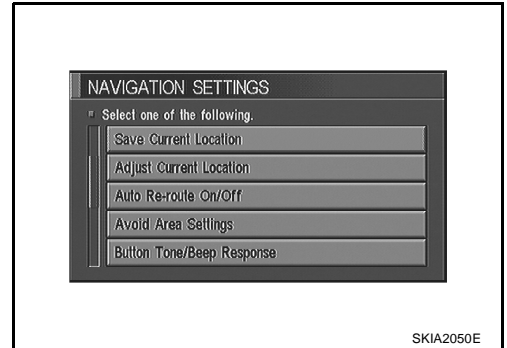 NAVIGATION SETTINGS
Select one of the following.
Save Current Location
Adjust Current Location
Auto Re-route On/Off
Avoid Area Settings
Button Tone/Beep Response
SKIA2050E